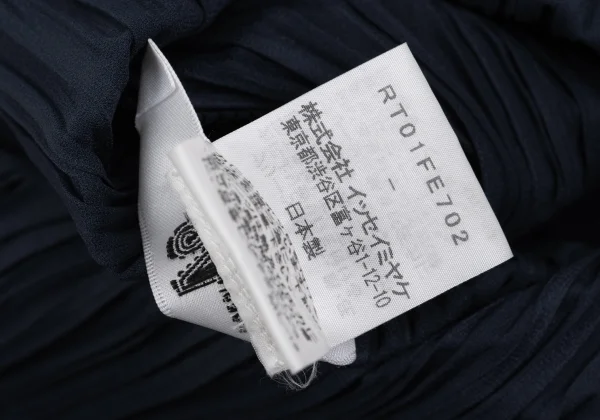 RT01FE702
–
株式会社 イッセイミヤケ
東京都渋谷区富ヶ谷1-12-10
日本製